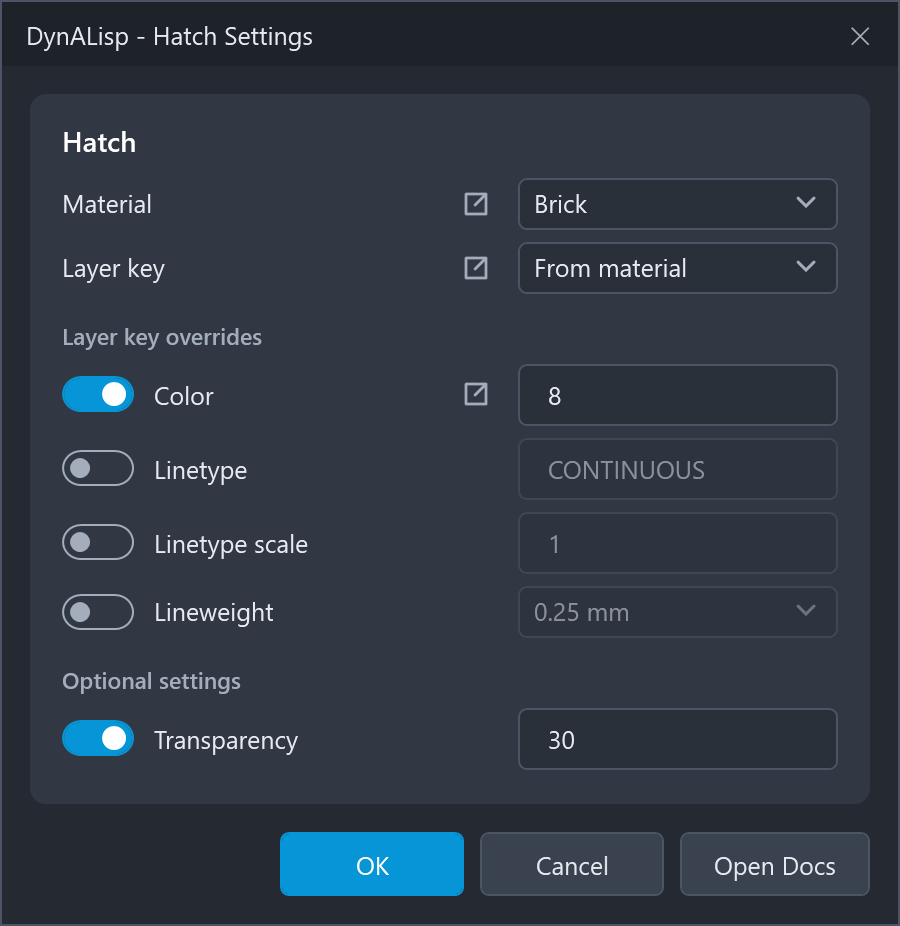 DynALisp - Hatch Settings
Hatch
Material Brick
Layer key From material
Layer key overrides
Color 8
Linetype CONTINUOUS
Linetype scale 1
Lineweight 0.25 mm
Optional settings
Transparency 30
OK Cancel Open Docs